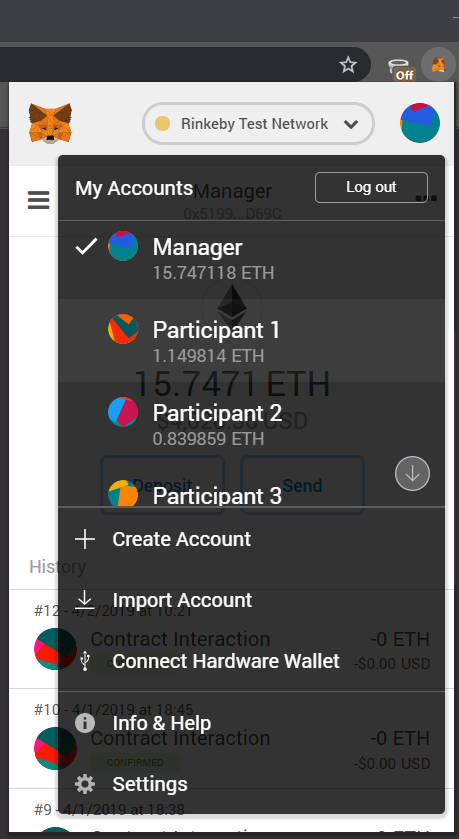 Off
Rinkeby Test Network
My Accounts
Log out
Manager
0x5199...D69C
Manager
15.747118 ETH
Participant 1
1.149814 ETH
15.7471 ETH
Participant 2
0.839859 ETH
Deposit
Send
Participant 3
Create Account
History
Import Account
#12 - 4/2/2019 at 10:21
Contract Interaction
-0 ETH
-$0.00 USD
Connect Hardware Wallet
#10 - 4/1/2019 at 18:45
Info & Help
Contract Interaction
-0 ETH
CONFIRMED
-$0.00 USD
Settings
#9 - 4/1/2019 at 18:38